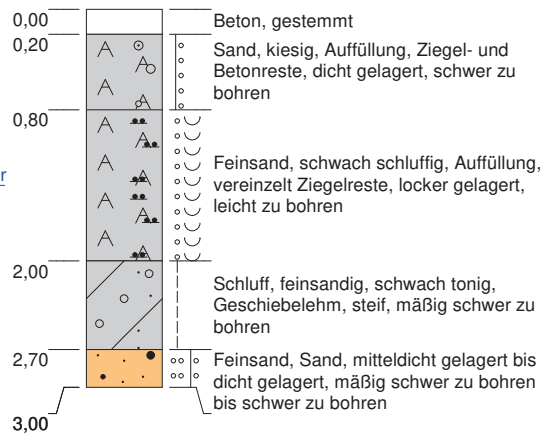 0,00
Beton, gestemmt
0,20
Sand, kiesig, Auffüllung, Ziegel- und
Betonreste, dicht gelagert, schwer zu
bohren
0,80
r
Feinsand, schwach schluffig, Auffüllung,
vereinzelt Ziegelreste, locker gelagert,
leicht zu bohren
2,00
Schluff, feinsandig, schwach tonig,
Geschiebelehm, steif, mäßig schwer zu
bohren
2,70
Feinsand, Sand, mitteldicht gelagert bis
dicht gelagert, mäßig schwer zu bohren
bis schwer zu bohren
3,00